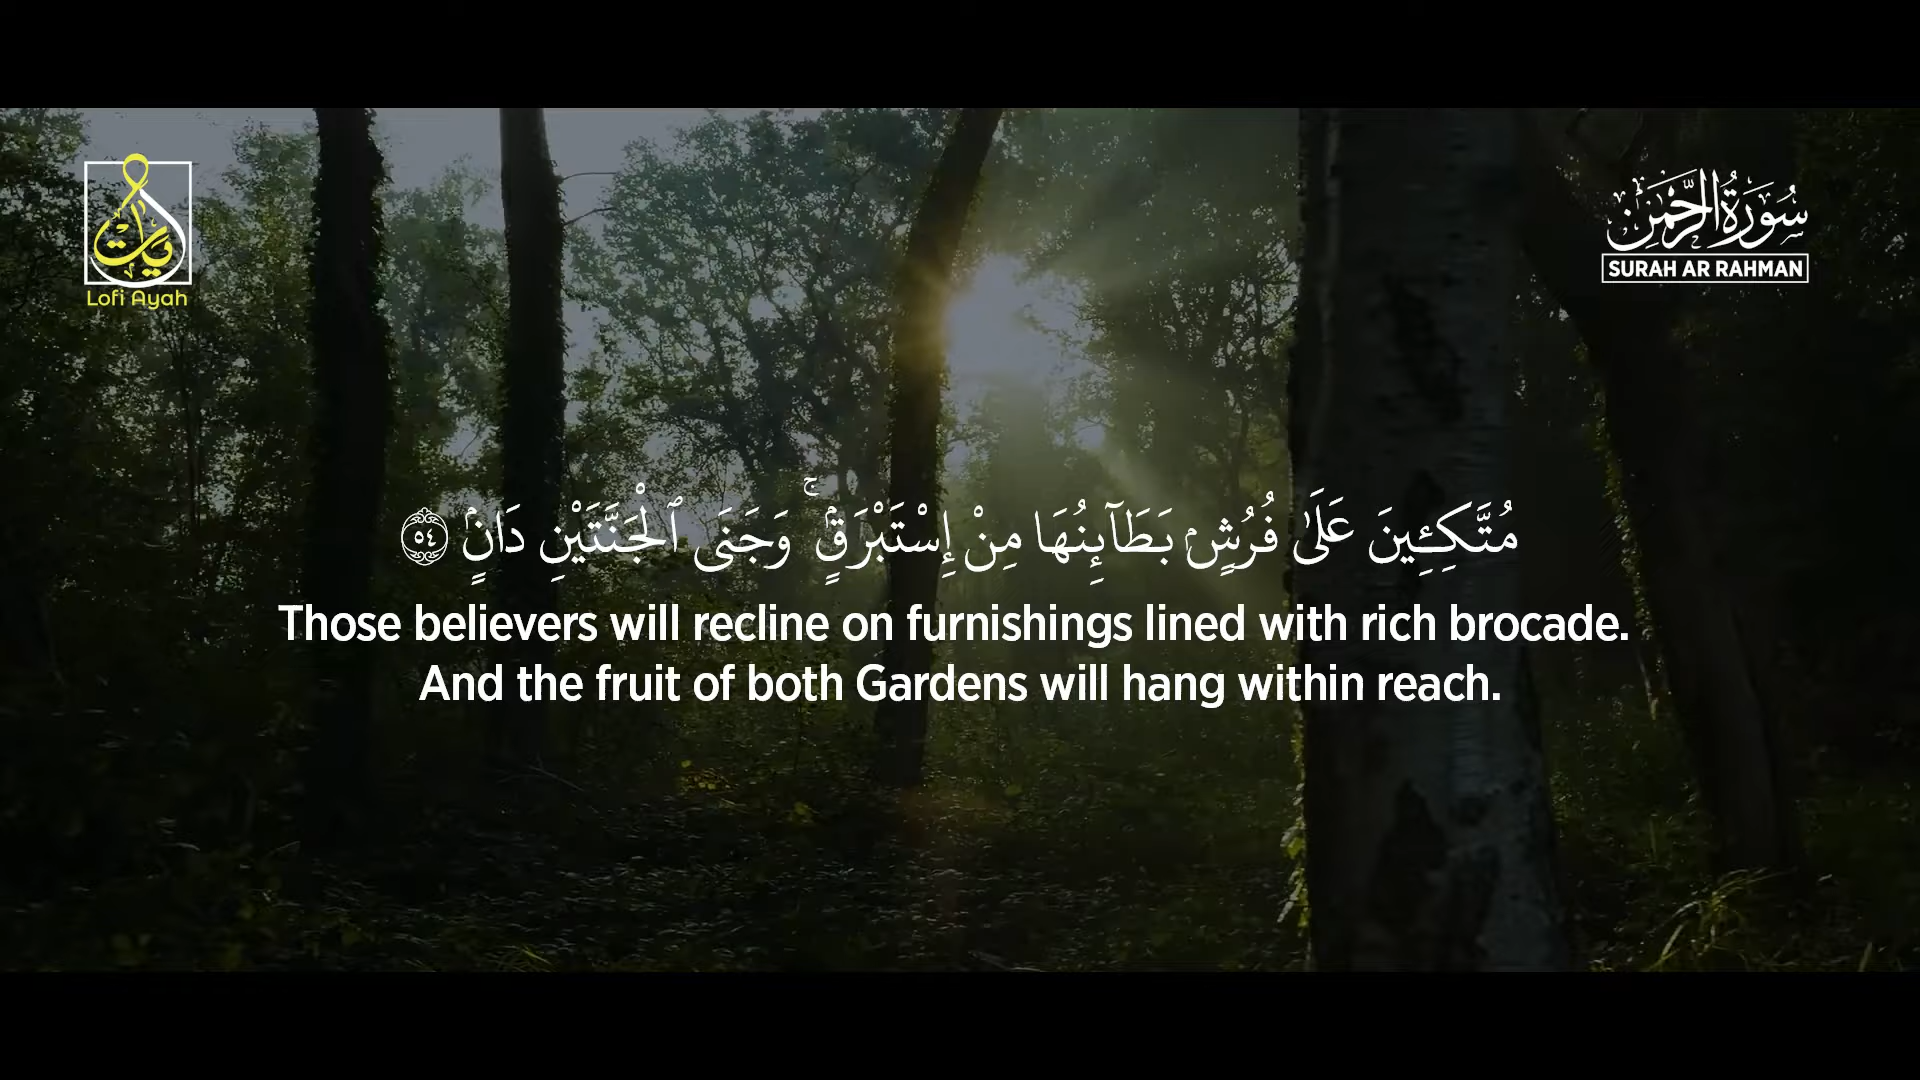 آيات
Lofi Ayah
سُورَةُ الرَّحْمَٰن
SURAH AR RAHMAN
مُتَّكِـِٔينَ عَلَىٰ فُرُشٍۭ بَطَآئِنُهَا مِنْ إِسْتَبْرَقٍۢ ۚ وَجَنَى ٱلْجَنَّتَيْنِ دَانٍۢ ٥٤
Those believers will recline on furnishings lined with rich brocade.
And the fruit of both Gardens will hang within reach.